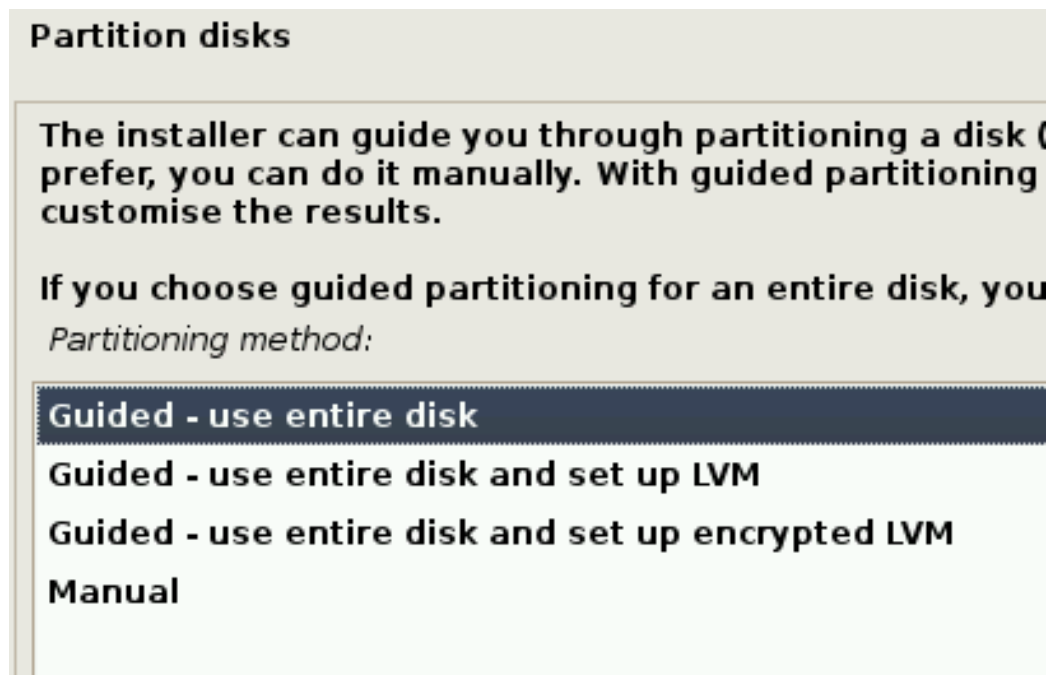 Partition disks
The installer can guide you through partitioning a disk (
prefer, you can do it manually. With guided partitioning
customise the results.
If you choose guided partitioning for an entire disk, you
Partitioning method:
Guided - use entire disk
Guided - use entire disk and set up LVM
Guided - use entire disk and set up encrypted LVM
Manual